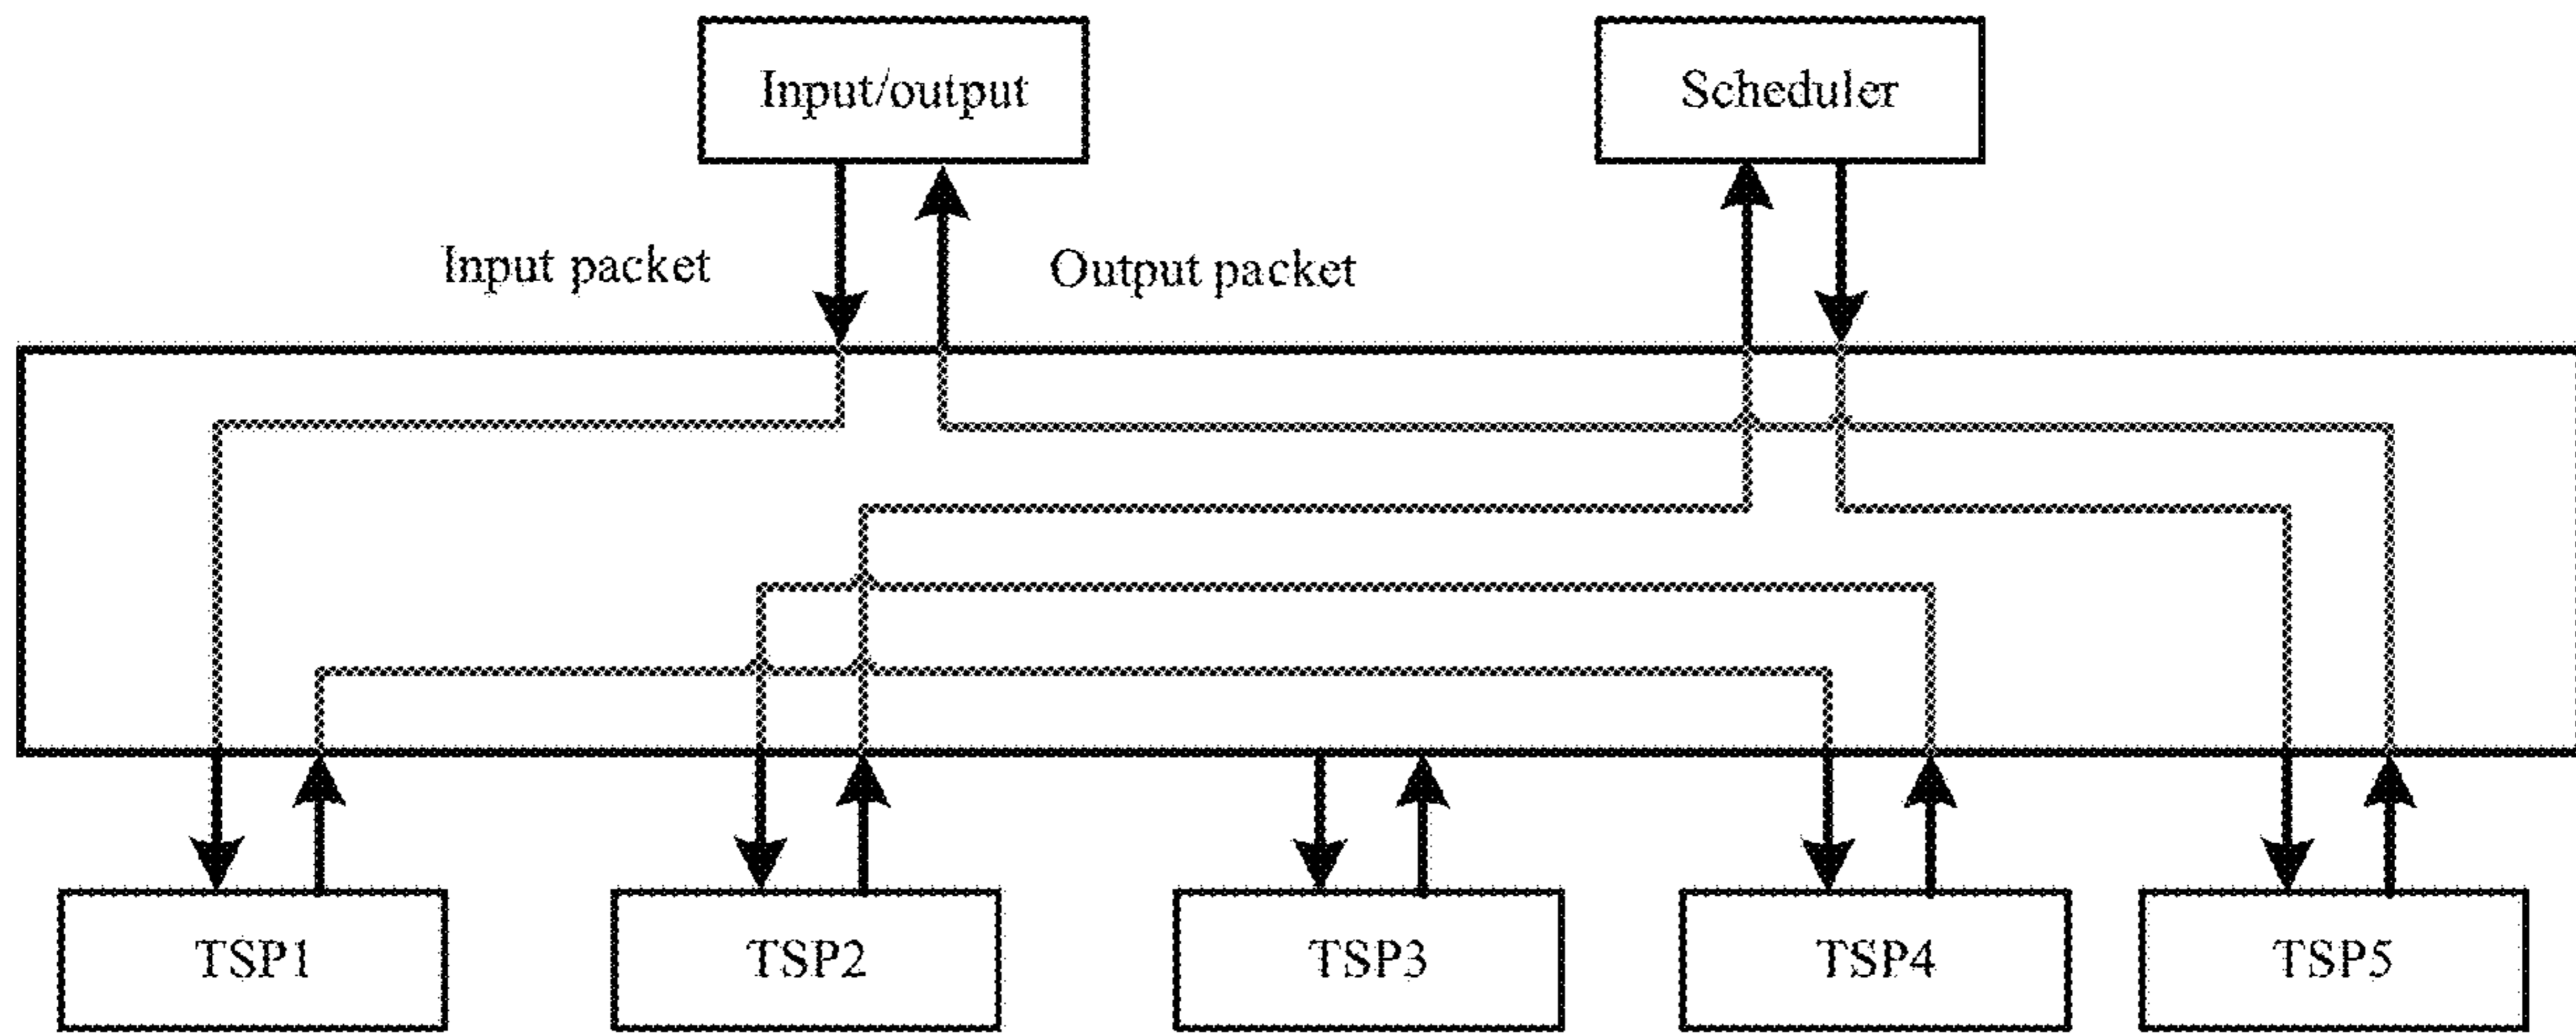 Input/output
Scheduler
Input packet
Output packet
TSP1
TSP2
TSP3
TSP4
TSP5